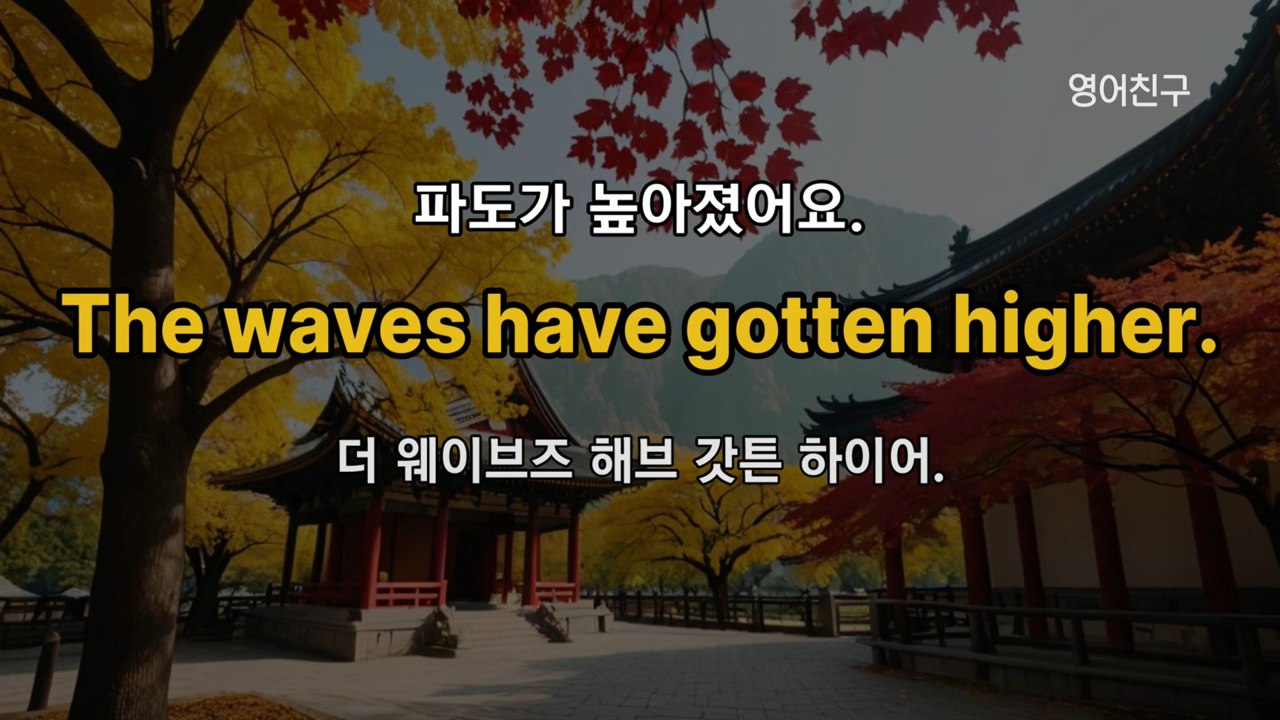 영어친구
파도가 높아졌어요.
The waves have gotten higher.
더 웨이브즈 해브 갓튼 하이어.